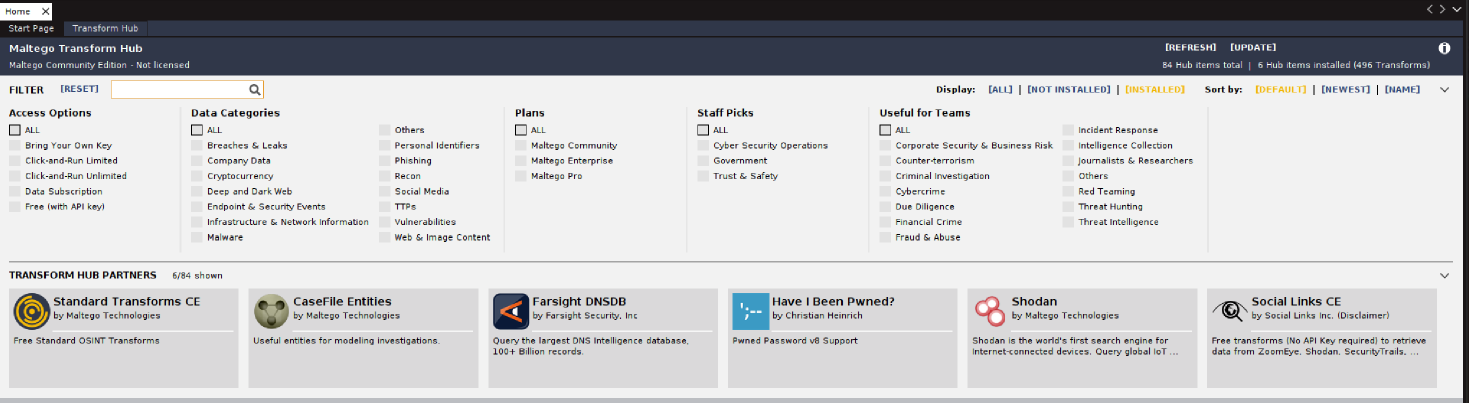 Home X
Start Page Transform Hub
Maltego Transform Hub
[REFRESH] [UPDATE]
Maltego Community Edition - Not licensed
84 Hub items total | 6 Hub items installed (496 Transforms)
FILTER [RESET]
Display: [ALL] | [NOT INSTALLED] | [INSTALLED] Sort by: [DEFAULT] | [NEWEST] | [NAME]
Access Options
ALL
Bring Your Own Key
Click-and-Run Limited
Click-and-Run Unlimited
Data Subscription
Free (with API key)
Data Categories
ALL
Breaches & Leaks
Company Data
Cryptocurrency
Deep and Dark Web
Endpoint & Security Events
Infrastructure & Network Information
Malware
Others
Personal Identifiers
Phishing
Recon
Social Media
TTPs
Vulnerabilities
Web & Image Content
Plans
ALL
Maltego Community
Maltego Enterprise
Maltego Pro
Staff Picks
ALL
Cyber Security Operations
Government
Trust & Safety
Useful for Teams
ALL
Corporate Security & Business Risk
Counter-terrorism
Criminal Investigation
Cybercrime
Due Diligence
Financial Crime
Fraud & Abuse
Incident Response
Intelligence Collection
Journalists & Researchers
Others
Red Teaming
Threat Hunting
Threat Intelligence
TRANSFORM HUB PARTNERS 6/84 shown
Standard Transforms CE
by Maltego Technologies
Free Standard OSINT Transforms
CaseFile Entities
by Maltego Technologies
Useful entities for modeling investigations.
Farsight DNSDB
by Farsight Security, Inc
Query the largest DNS Intelligence database,
100+ Billion records.
';--
Have I Been Pwned?
by Christian Heinrich
Pwned Password v8 Support
Shodan
by Maltego Technologies
Shodan is the world's first search engine for
Internet-connected devices. Query global IoT ...
Social Links CE
by Social Links Inc. (Disclaimer)
Free transforms (No API Key required) to retrieve
data from ZoomEye, Shodan, SecurityTrails, ...